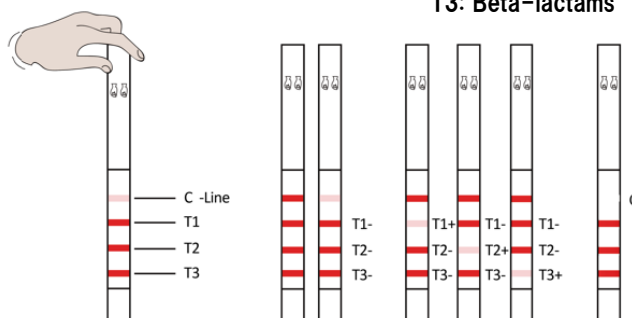 T3: Beta-lactams
C -Line
T1
T2
T3
T1-
T2-
T3-
T1+
T2-
T3-
T1-
T2+
T3-
T1-
T2-
T3+